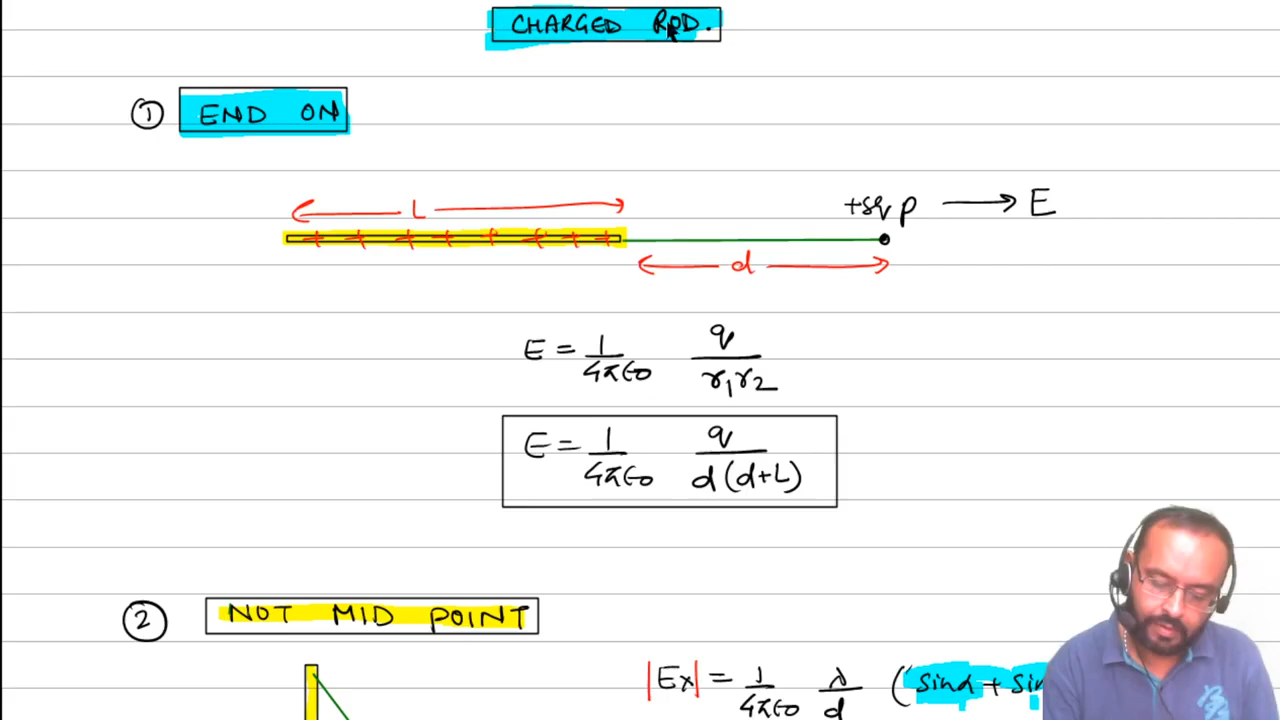 CHARGED ROD.
① END ON
L
+sq p → E
d
E = 1/4πε0 q/r1r2
E = 1/4πε0 q/d(d+L)
② NOT MID POINT
|Ex| = 1/4πε0 λ/d (sinα + sin